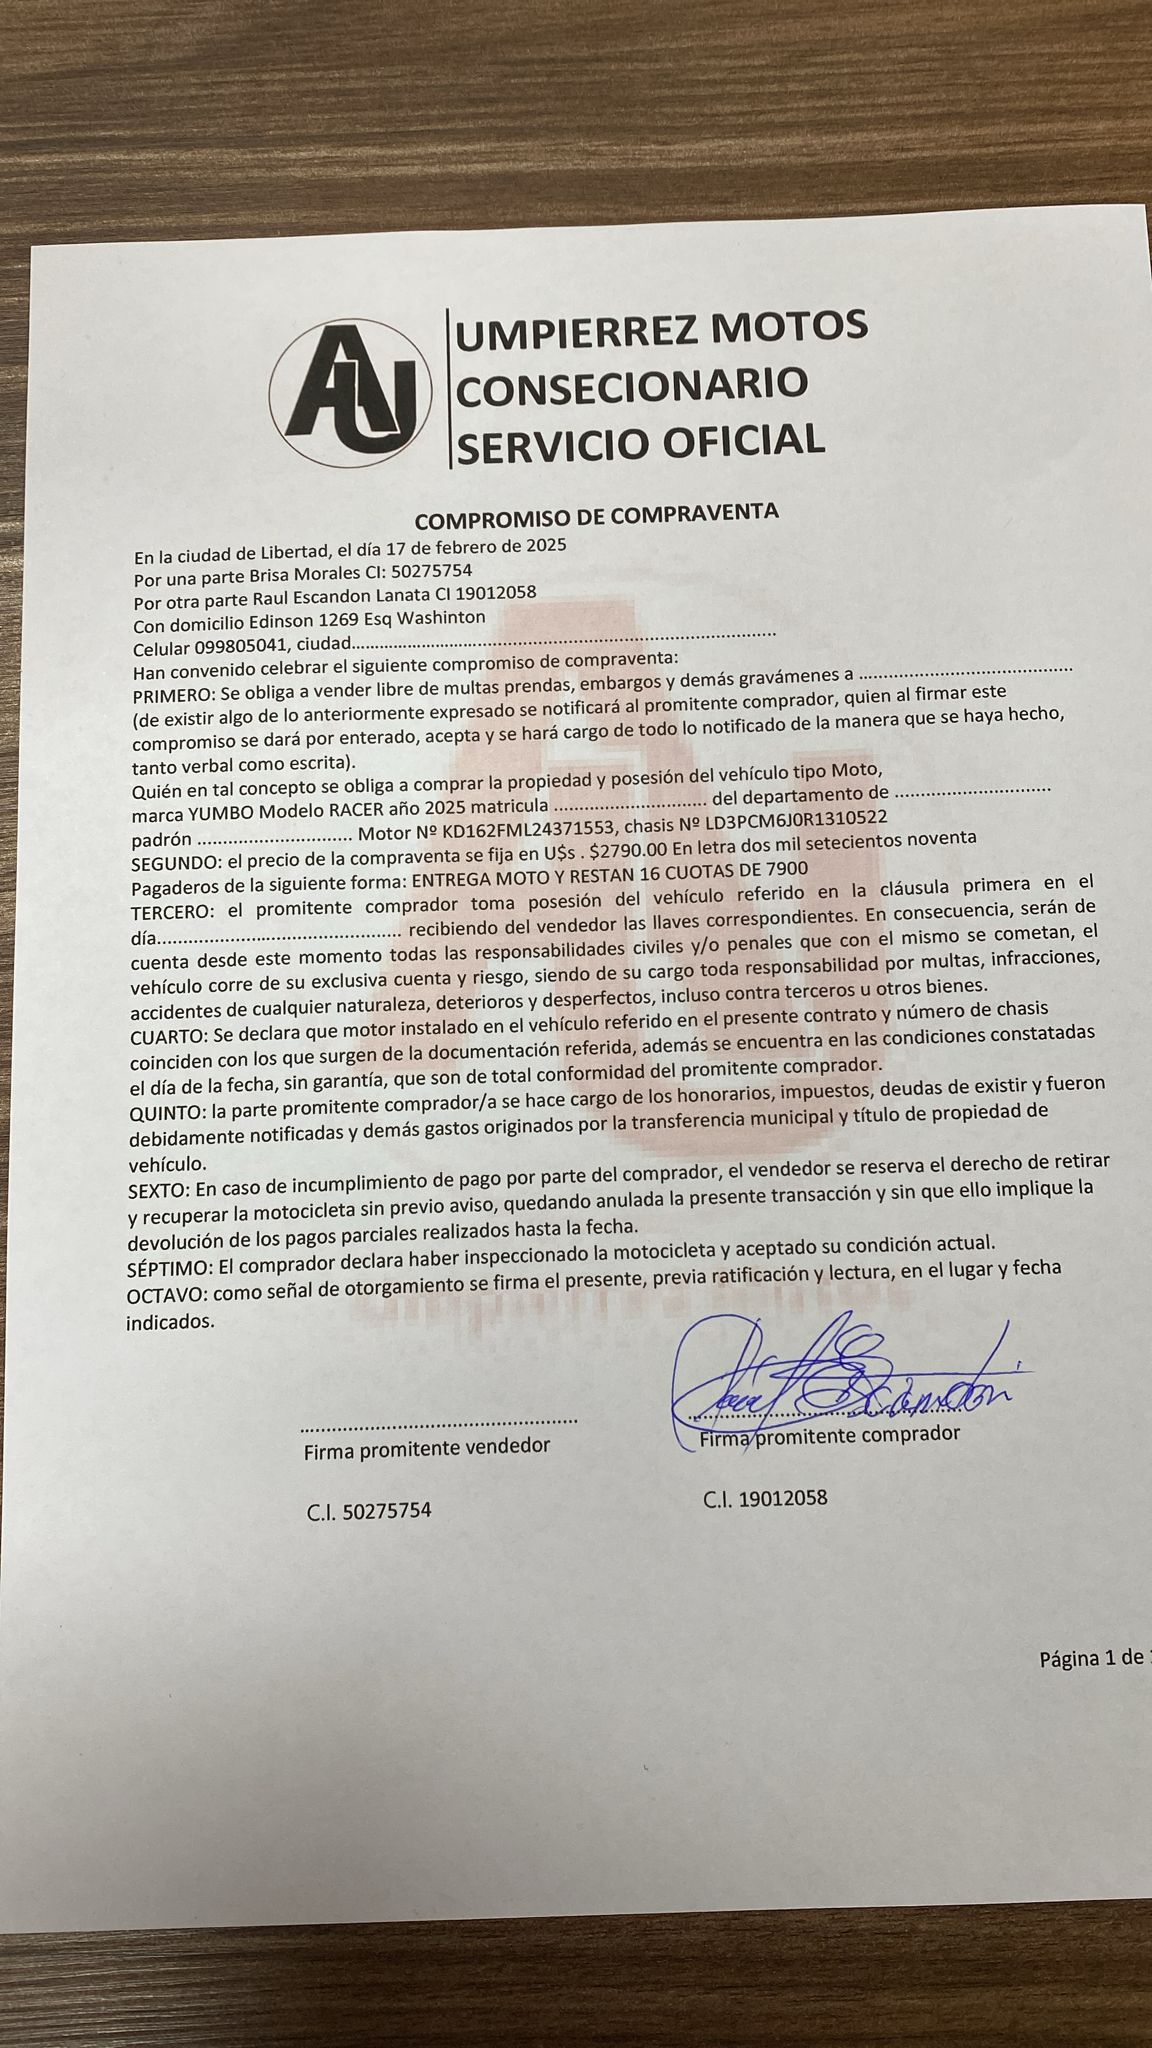 AU
UMPIERREZ MOTOS
CONSECIONARIO
SERVICIO OFICIAL
COMPROMISO DE COMPRAVENTA
En la ciudad de Libertad, el día 17 de febrero de 2025
Por una parte Brisa Morales CI: 50275754
Por otra parte Raul Escandon Lanata CI 19012058
Con domicilio Edinson 1269 Esq Washinton
Celular 099805041, ciudad................................................................................
Han convenido celebrar el siguiente compromiso de compraventa:
PRIMERO: Se obliga a vender libre de multas prendas, embargos y demás gravámenes a ........................................
(de existir algo de lo anteriormente expresado se notificará al promitente comprador, quien al firmar este
compromiso se dará por enterado, acepta y se hará cargo de todo lo notificado de la manera que se haya hecho,
tanto verbal como escrita).
Quién en tal concepto se obliga a comprar la propiedad y posesión del vehículo tipo Moto,
marca YUMBO Modelo RACER año 2025 matricula ............................. del departamento de .............................
padrón ............................. Motor Nº KD162FML24371553, chasis Nº LD3PCM6J0R1310522
SEGUNDO: el precio de la compraventa se fija en U$s . $2790.00 En letra dos mil setecientos noventa
Pagaderos de la siguiente forma: ENTREGA MOTO Y RESTAN 16 CUOTAS DE 7900
TERCERO: el promitente comprador toma posesión del vehículo referido en la cláusula primera en el
día............................................. recibiendo del vendedor las llaves correspondientes. En consecuencia, serán de
cuenta desde este momento todas las responsabilidades civiles y/o penales que con el mismo se cometan, el
vehículo corre de su exclusiva cuenta y riesgo, siendo de su cargo toda responsabilidad por multas, infracciones,
accidentes de cualquier naturaleza, deterioros y desperfectos, incluso contra terceros u otros bienes.
CUARTO: Se declara que motor instalado en el vehículo referido en el presente contrato y número de chasis
coinciden con los que surgen de la documentación referida, además se encuentra en las condiciones constatadas
el día de la fecha, sin garantía, que son de total conformidad del promitente comprador.
QUINTO: la parte promitente comprador/a se hace cargo de los honorarios, impuestos, deudas de existir y fueron
debidamente notificadas y demás gastos originados por la transferencia municipal y título de propiedad de
vehículo.
SEXTO: En caso de incumplimiento de pago por parte del comprador, el vendedor se reserva el derecho de retirar
y recuperar la motocicleta sin previo aviso, quedando anulada la presente transacción y sin que ello implique la
devolución de los pagos parciales realizados hasta la fecha.
SÉPTIMO: El comprador declara haber inspeccionado la motocicleta y aceptado su condición actual.
OCTAVO: como señal de otorgamiento se firma el presente, previa ratificación y lectura, en el lugar y fecha
indicados.
Firma promitente vendedor
Firma promitente comprador
C.I. 50275754
C.I. 19012058
Página 1 de